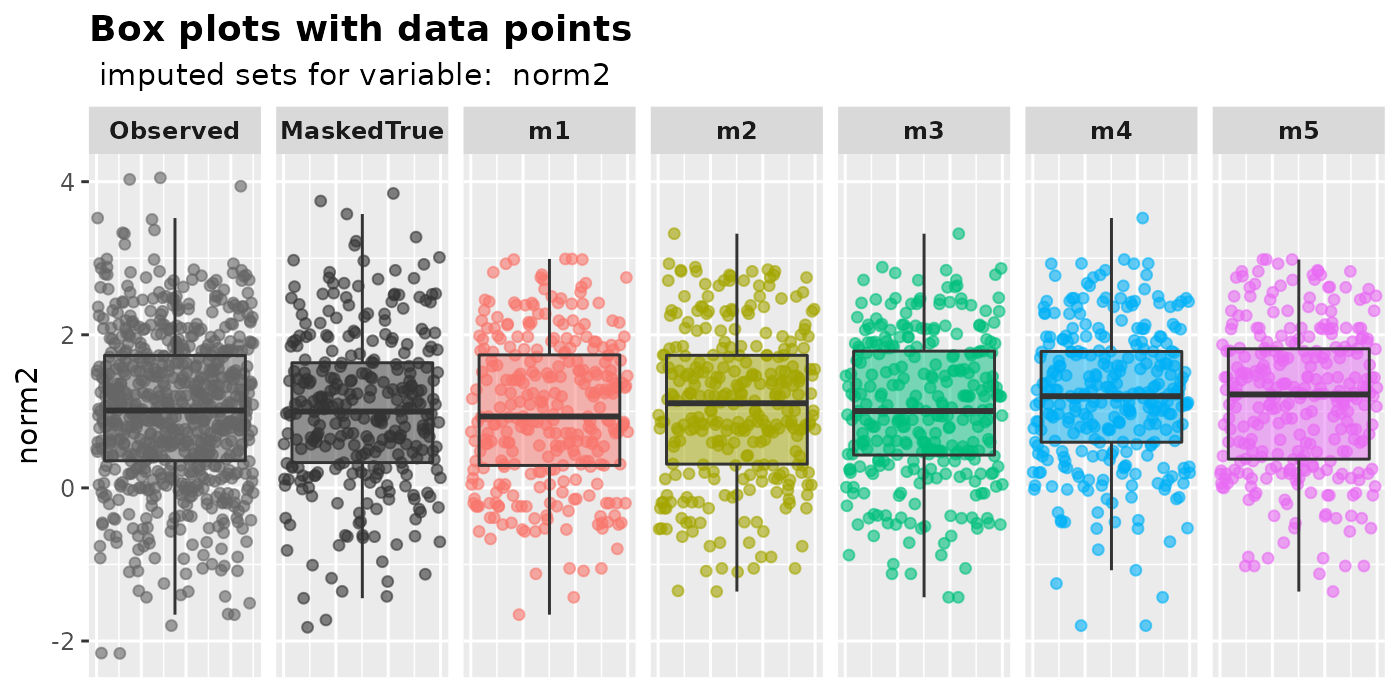 Box plots with data points
imputed sets for variable:  norm2
Observed MaskedTrue m1 m2 m3 m4 m5
4
2
0
-2
norm2